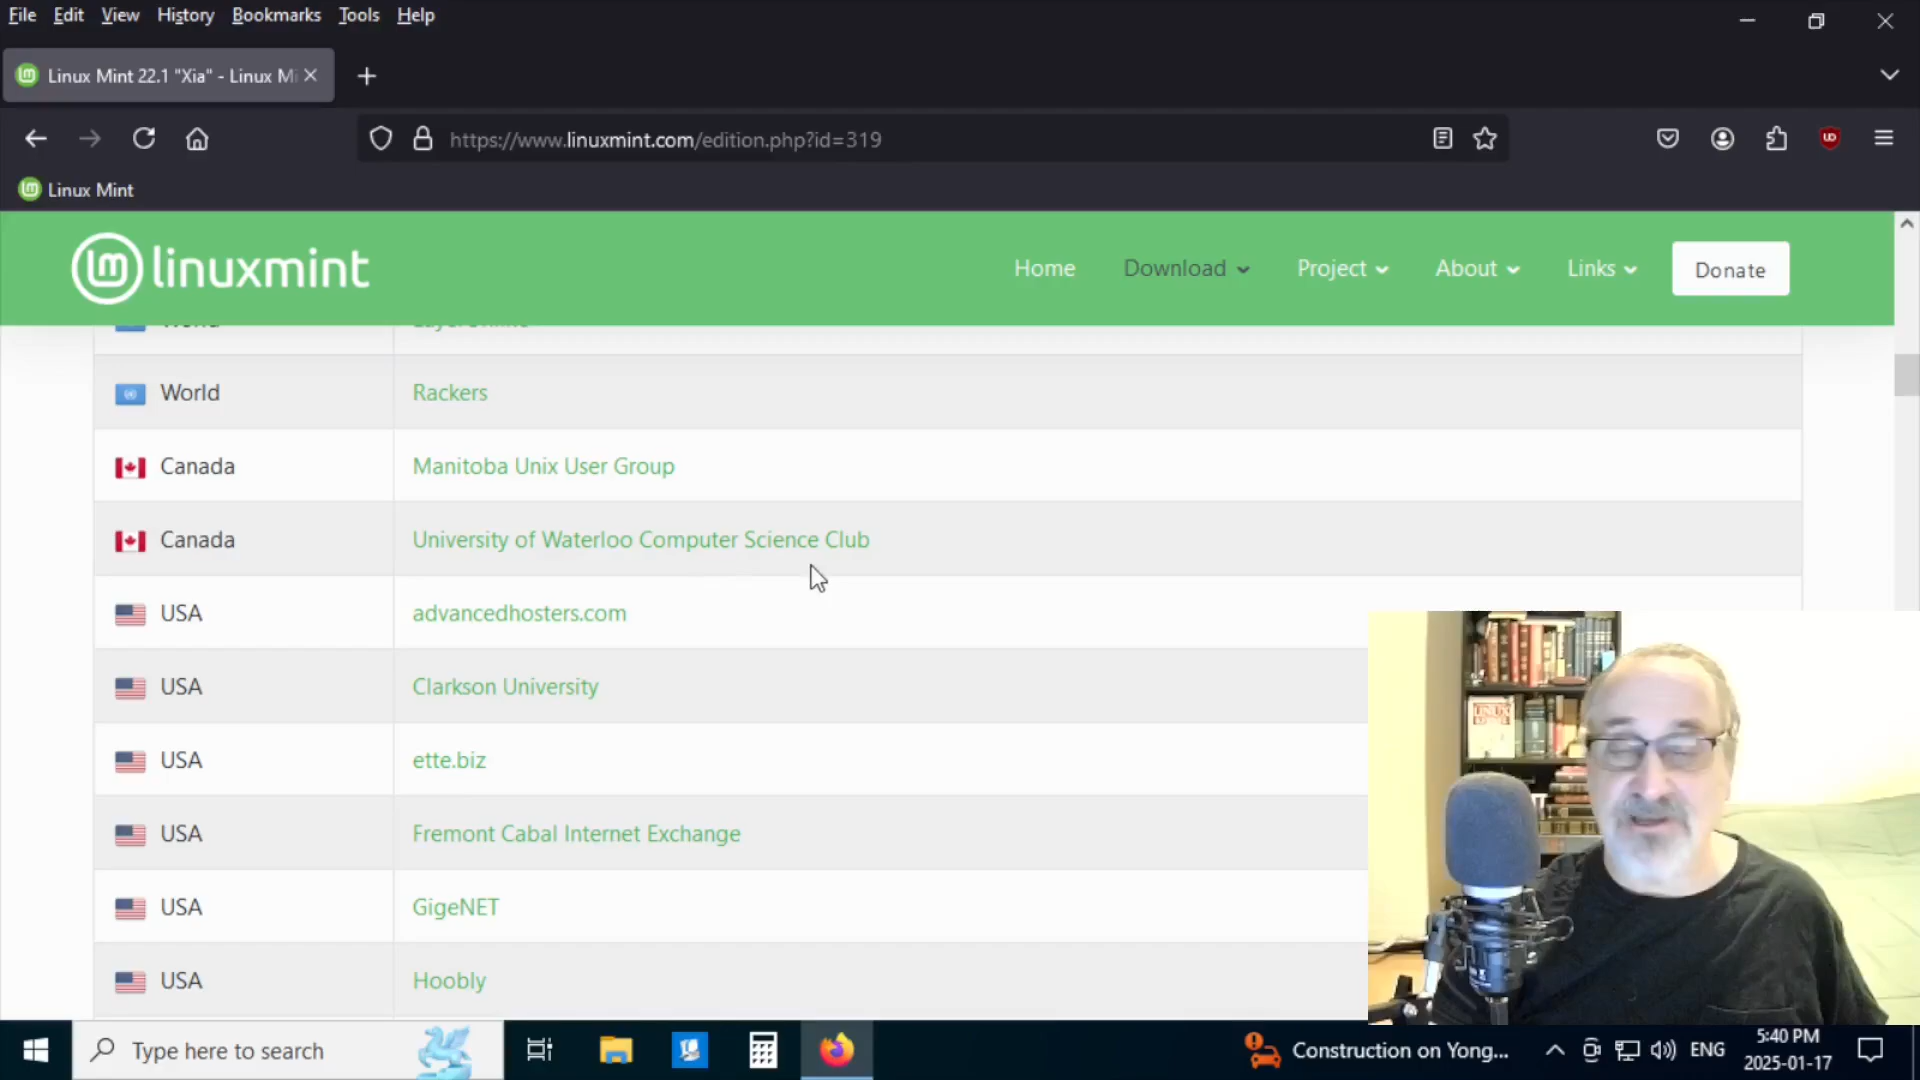 File Edit View History Bookmarks Tools Help
Linux Mint 22.1 "Xia" - Linux Mi
https://www.linuxmint.com/edition.php?id=319
Linux Mint
linuxmint
Home Download Project About Links Donate
World Rackers
Canada Manitoba Unix User Group
Canada University of Waterloo Computer Science Club
USA advancedhosters.com
USA Clarkson University
USA ette.biz
USA Fremont Cabal Internet Exchange
USA GigeNET
USA Hoobly
LINUX
Type here to search
Construction on Yong...
ENG
5:40 PM
2025-01-17